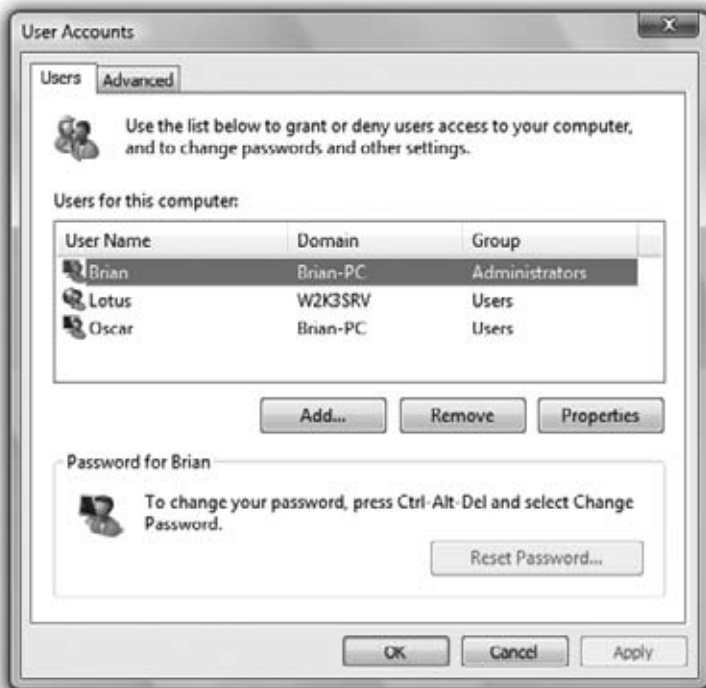 User Accounts
Users Advanced
Use the list below to grant or deny users access to your computer,
and to change passwords and other settings.
Users for this computer:
User Name Domain Group
Brian Brian-PC Administrators
Lotus W2K3SRV Users
Oscar Brian-PC Users
Add... Remove Properties
Password for Brian
To change your password, press Ctrl-Alt-Del and select Change
Password.
Reset Password...
OK Cancel Apply